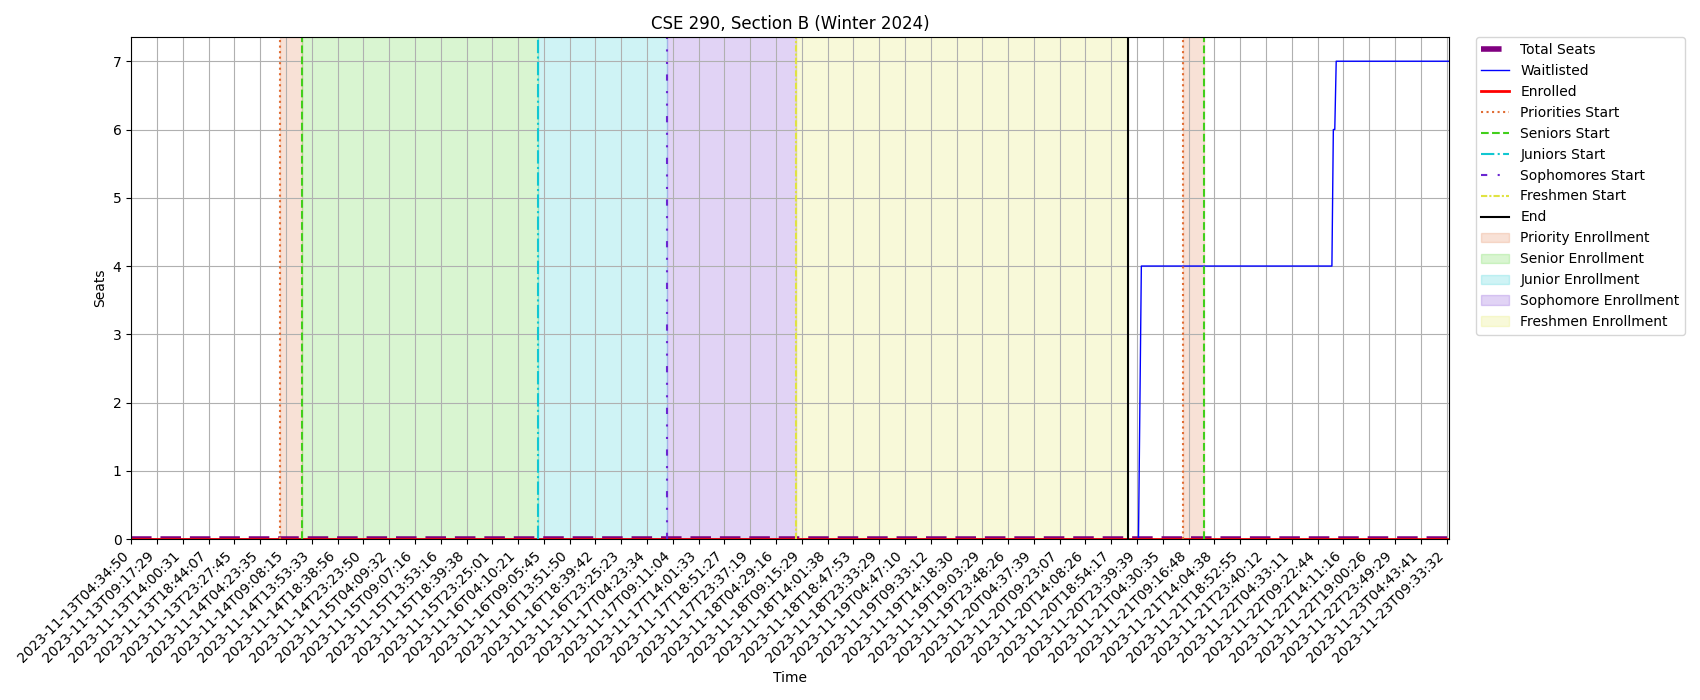 CSE 290, Section B (Winter 2024)
7
6
5
4
3
2
1
0
Seats
2023-11-13T04:34:50
2023-11-13T09:17:29
2023-11-13T14:00:31
2023-11-13T18:44:07
2023-11-13T23:27:45
2023-11-14T04:23:35
2023-11-14T09:08:15
2023-11-14T13:53:33
2023-11-14T18:38:56
2023-11-14T23:23:50
2023-11-15T04:09:32
2023-11-15T09:07:16
2023-11-15T13:53:16
2023-11-15T18:39:38
2023-11-15T23:25:01
2023-11-16T04:10:21
2023-11-16T09:05:45
2023-11-16T13:51:50
2023-11-16T18:39:42
2023-11-16T23:25:23
2023-11-17T04:23:34
2023-11-17T09:11:04
2023-11-17T14:01:33
2023-11-17T18:51:27
2023-11-17T23:37:19
2023-11-18T04:29:16
2023-11-18T09:15:29
2023-11-18T14:01:38
2023-11-18T18:47:53
2023-11-18T23:33:29
2023-11-19T04:47:10
2023-11-19T09:33:12
2023-11-19T14:18:30
2023-11-19T19:03:29
2023-11-19T23:48:26
2023-11-20T04:37:39
2023-11-20T09:23:07
2023-11-20T14:08:26
2023-11-20T18:54:17
2023-11-20T23:39:39
2023-11-21T04:30:35
2023-11-21T09:16:48
2023-11-21T14:04:38
2023-11-21T18:52:55
2023-11-21T23:40:12
2023-11-22T04:33:11
2023-11-22T09:22:44
2023-11-22T14:11:16
2023-11-22T19:00:26
2023-11-22T23:49:29
2023-11-23T04:43:41
2023-11-23T09:33:32
Time
Total Seats
Waitlisted
Enrolled
Priorities Start
Seniors Start
Juniors Start
Sophomores Start
Freshmen Start
End
Priority Enrollment
Senior Enrollment
Junior Enrollment
Sophomore Enrollment
Freshmen Enrollment